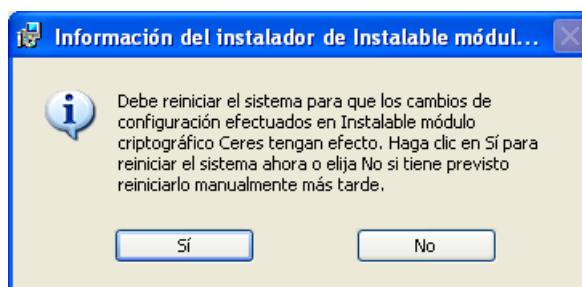 Información del instalador de Instalable módul...
Debe reiniciar el sistema para que los cambios de
configuración efectuados en Instalable módulo
criptográfico Ceres tengan efecto. Haga clic en Sí para
reiniciar el sistema ahora o elija No si tiene previsto
reiniciarlo manualmente más tarde.
Sí
No